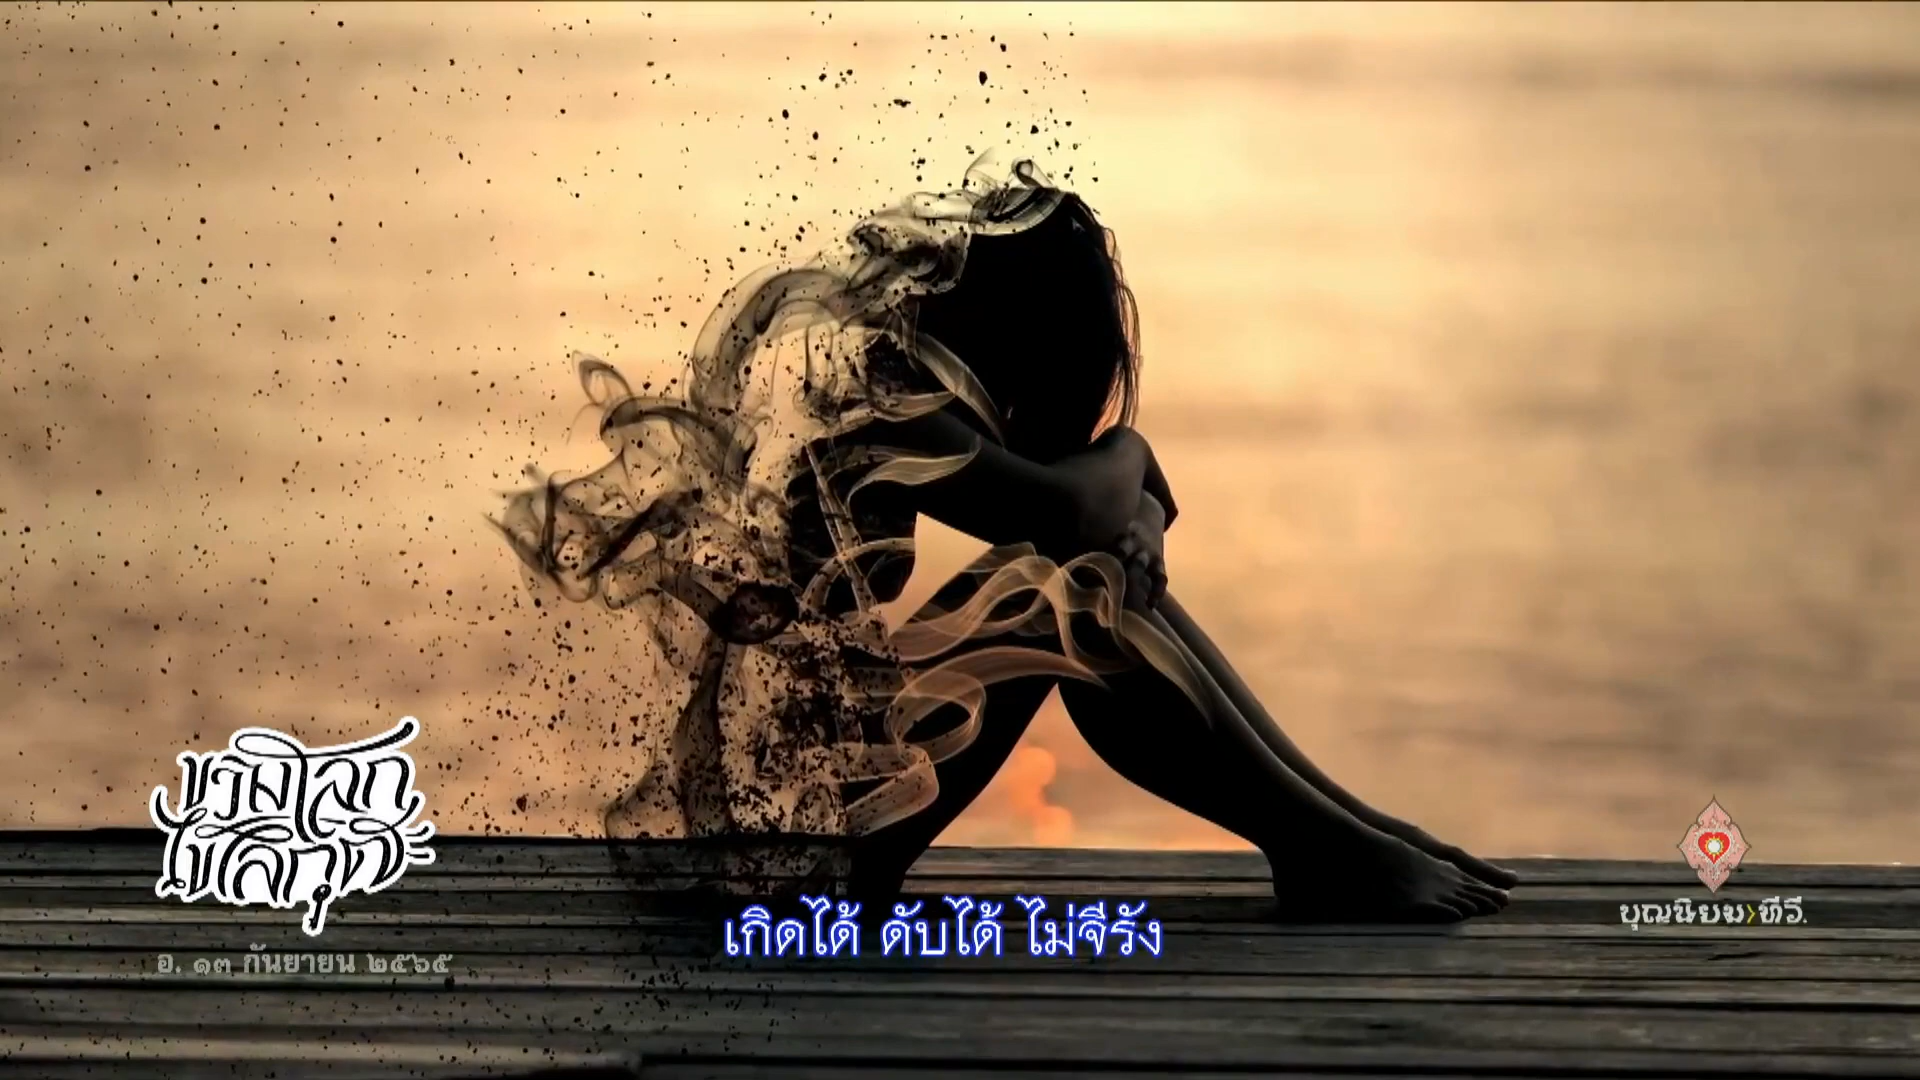 เกิดได้ ดับได้ ไม่จีรัง
อ. ๑๓ กันยายน ๒๕๖๕
บุญนิยม>ทีวี.